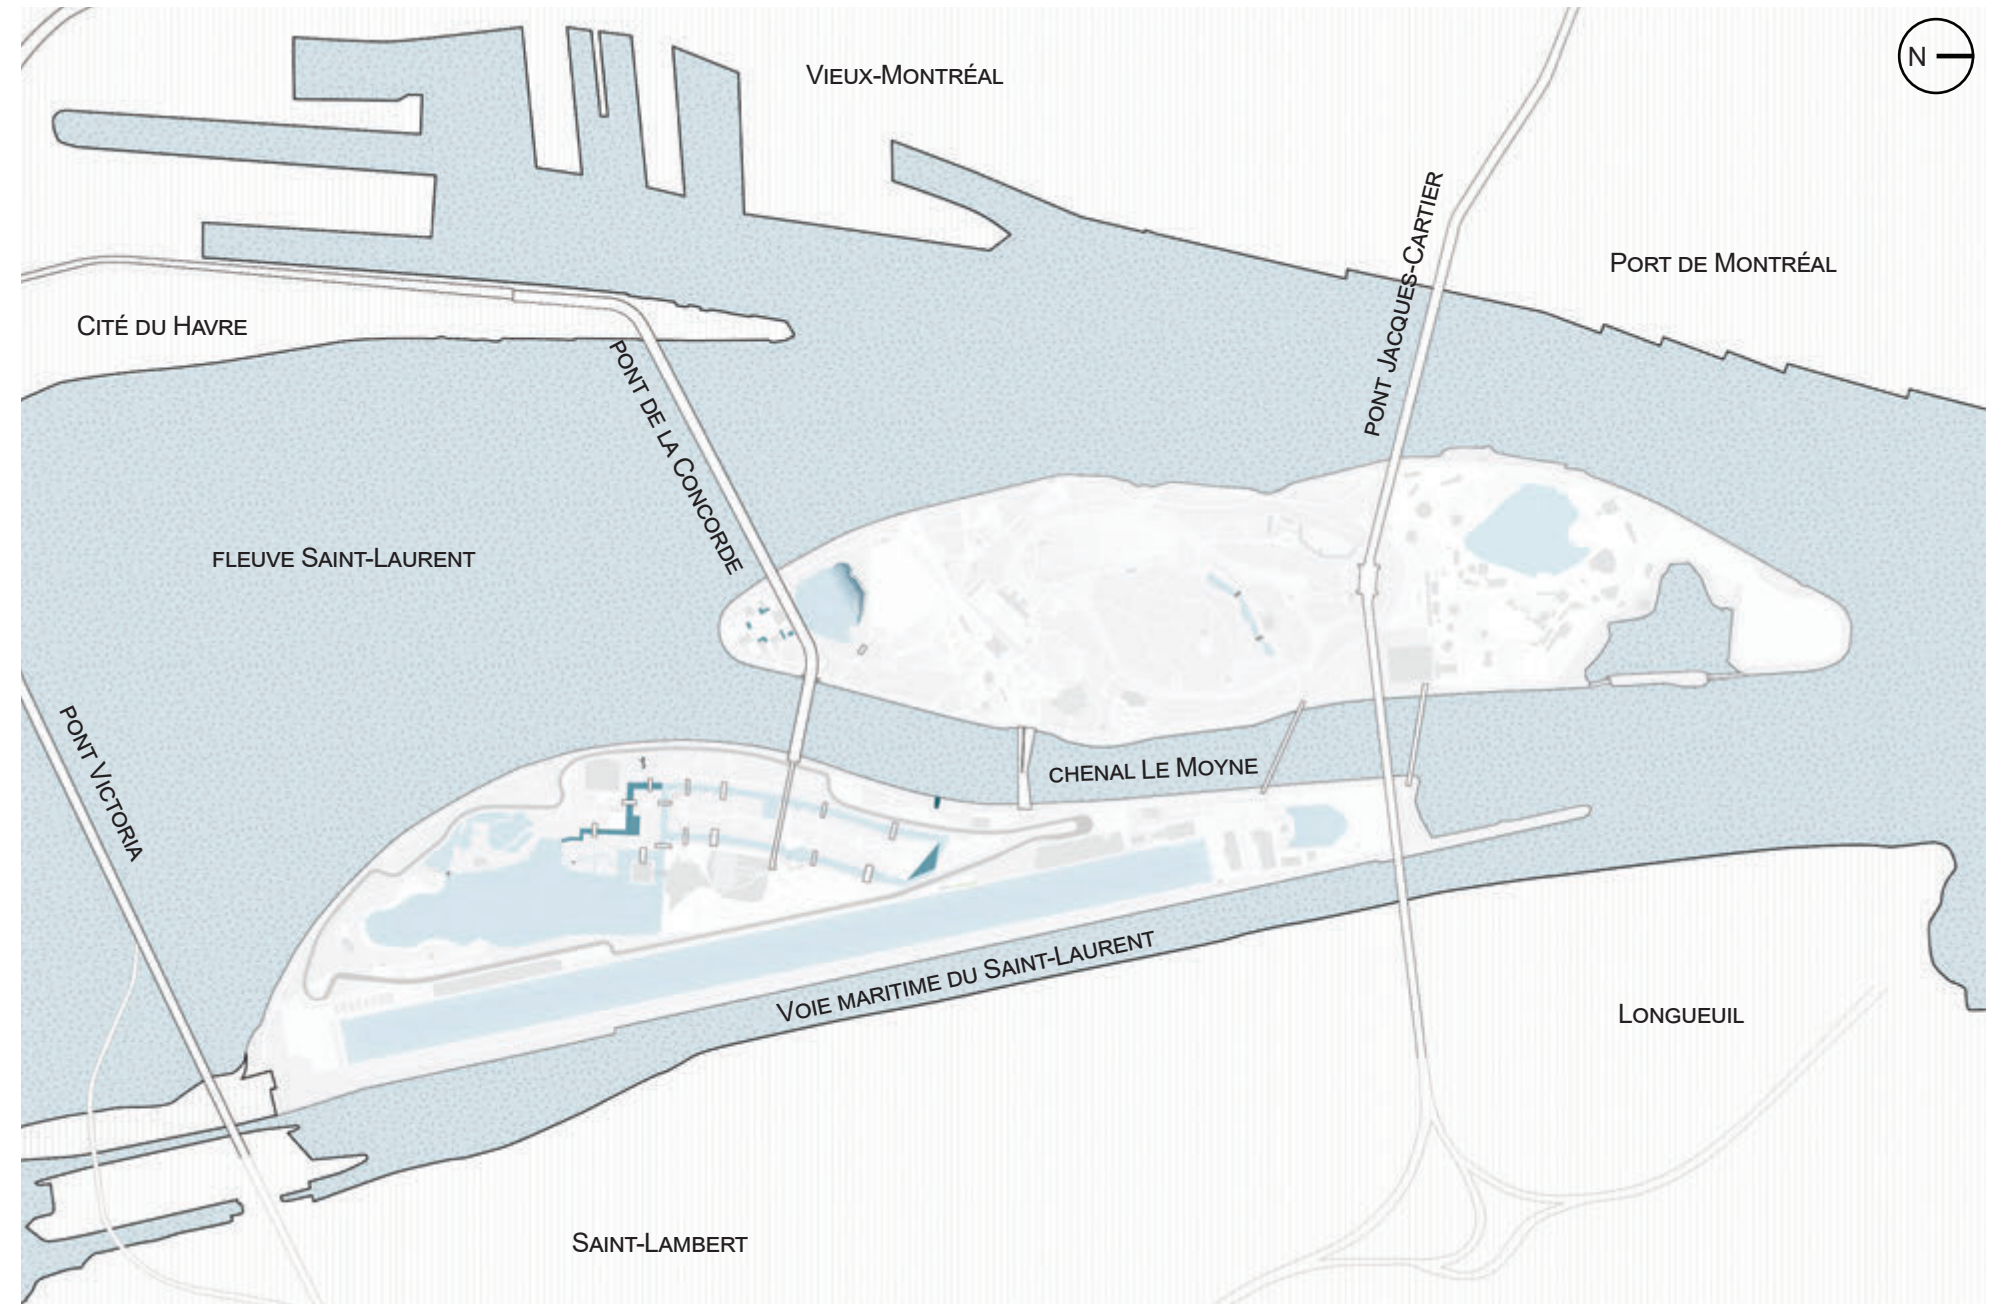 N
Vieux-Montréal
Port de Montréal
Cité du Havre
pont Jacques-Cartier
pont de la Concorde
fleuve Saint-Laurent
pont Victoria
chenal Le Moyne
Voie maritime du Saint-Laurent
Longueuil
Saint-Lambert